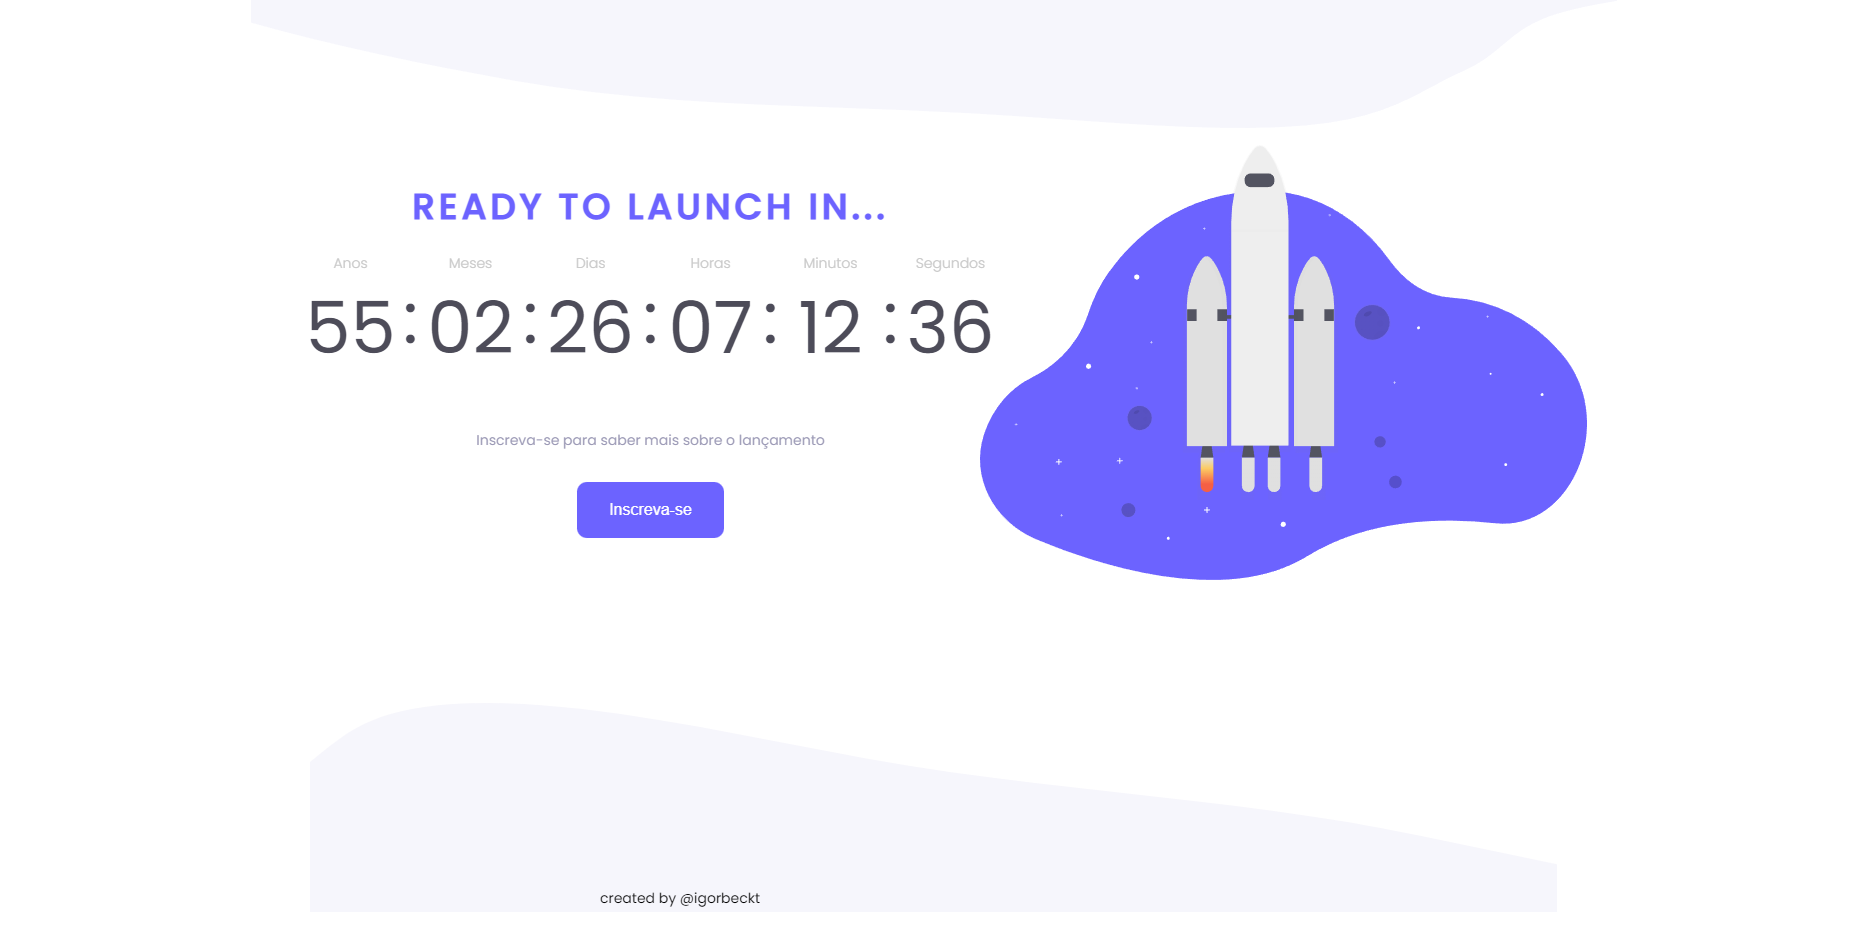 READY TO LAUNCH IN...
Anos Meses Dias Horas Minutos Segundos
55 : 02 : 26 : 07 : 12 : 36
Inscreva-se para saber mais sobre o lançamento
Inscreva-se
created by @igorbeckt